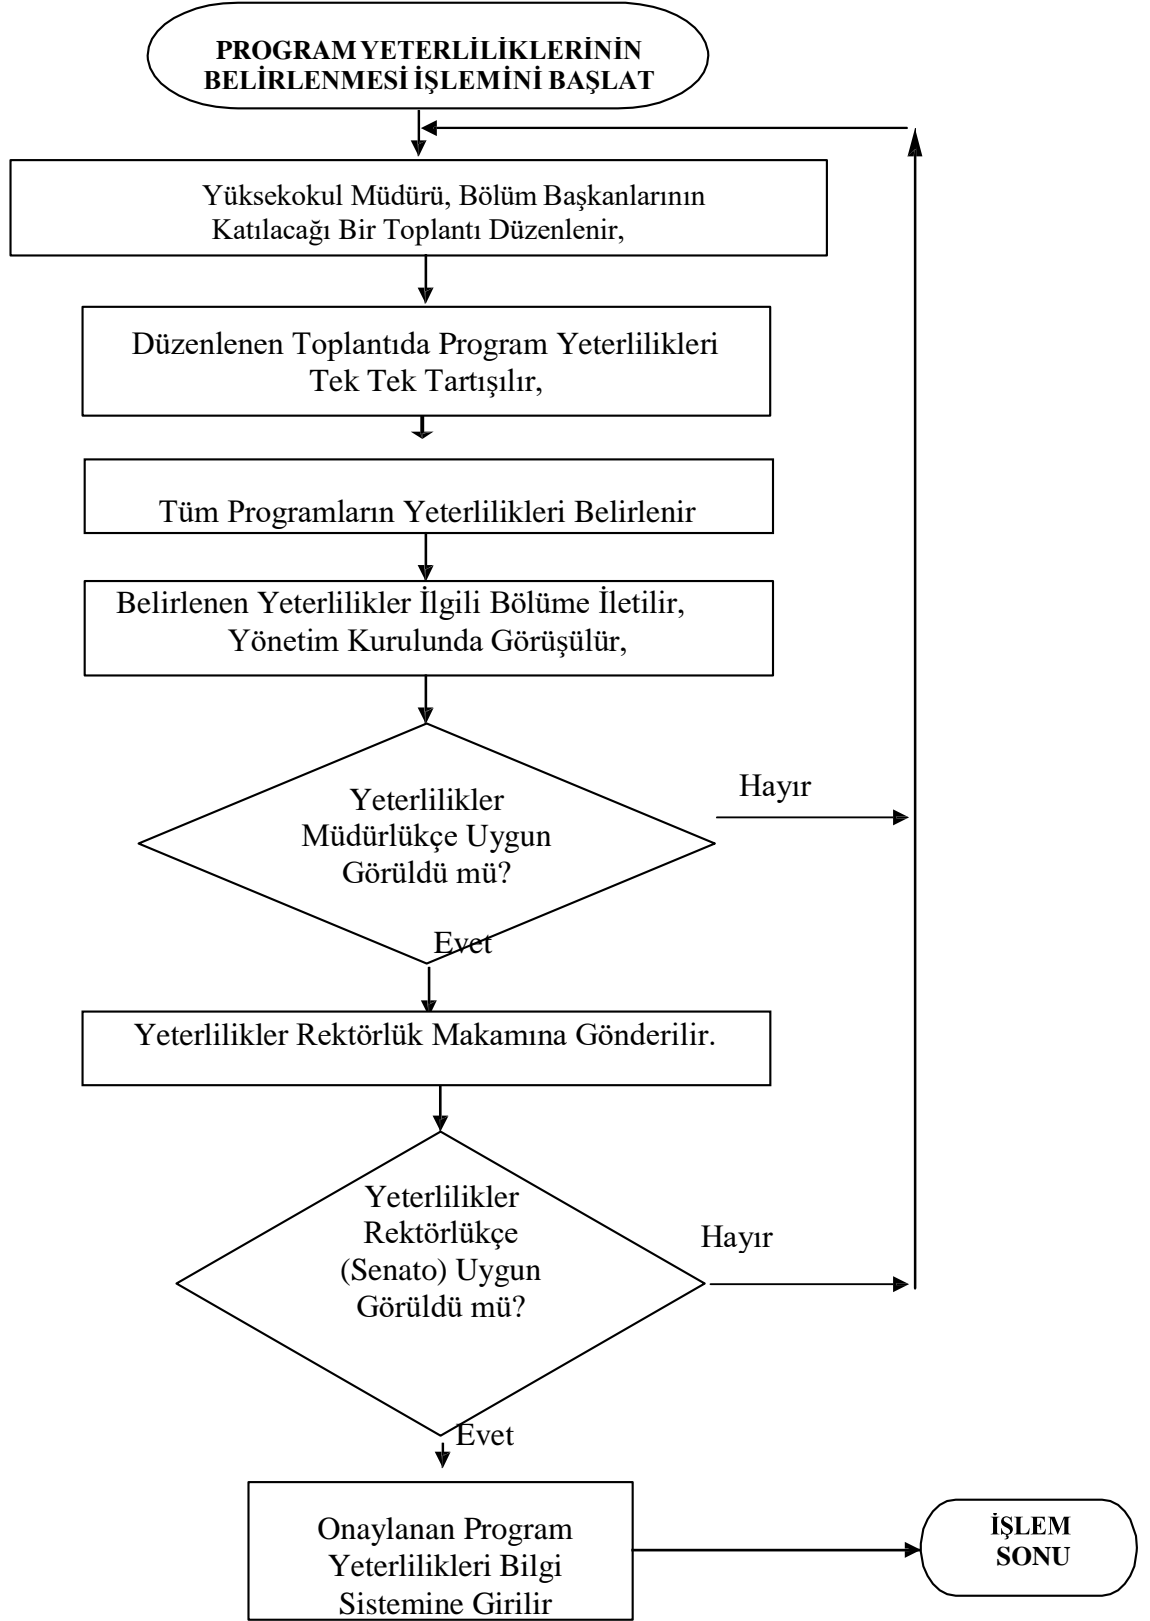 PROGRAM YETERLİLİKLERİNİN
BELİRLENMESİ İŞLEMİNİ BAŞLAT
Yüksekokul Müdürü, Bölüm Başkanlarının
Katılacağı Bir Toplantı Düzenlenir,
Düzenlenen Toplantıda Program Yeterlilikleri
Tek Tek Tartışılır,
Tüm Programların Yeterlilikleri Belirlenir
Belirlenen Yeterlilikler İlgili Bölüme İletilir,
Yönetim Kurulunda Görüşülür,
Yeterlilikler
Müdürlükçe Uygun
Görüldü mü?
Hayır
Evet
Yeterlilikler Rektörlük Makamına Gönderilir.
Yeterlilikler
Rektörlükçe
(Senato) Uygun
Görüldü mü?
Hayır
Evet
Onaylanan Program
Yeterlilikleri Bilgi
Sistemine Girilir
İŞLEM
SONU